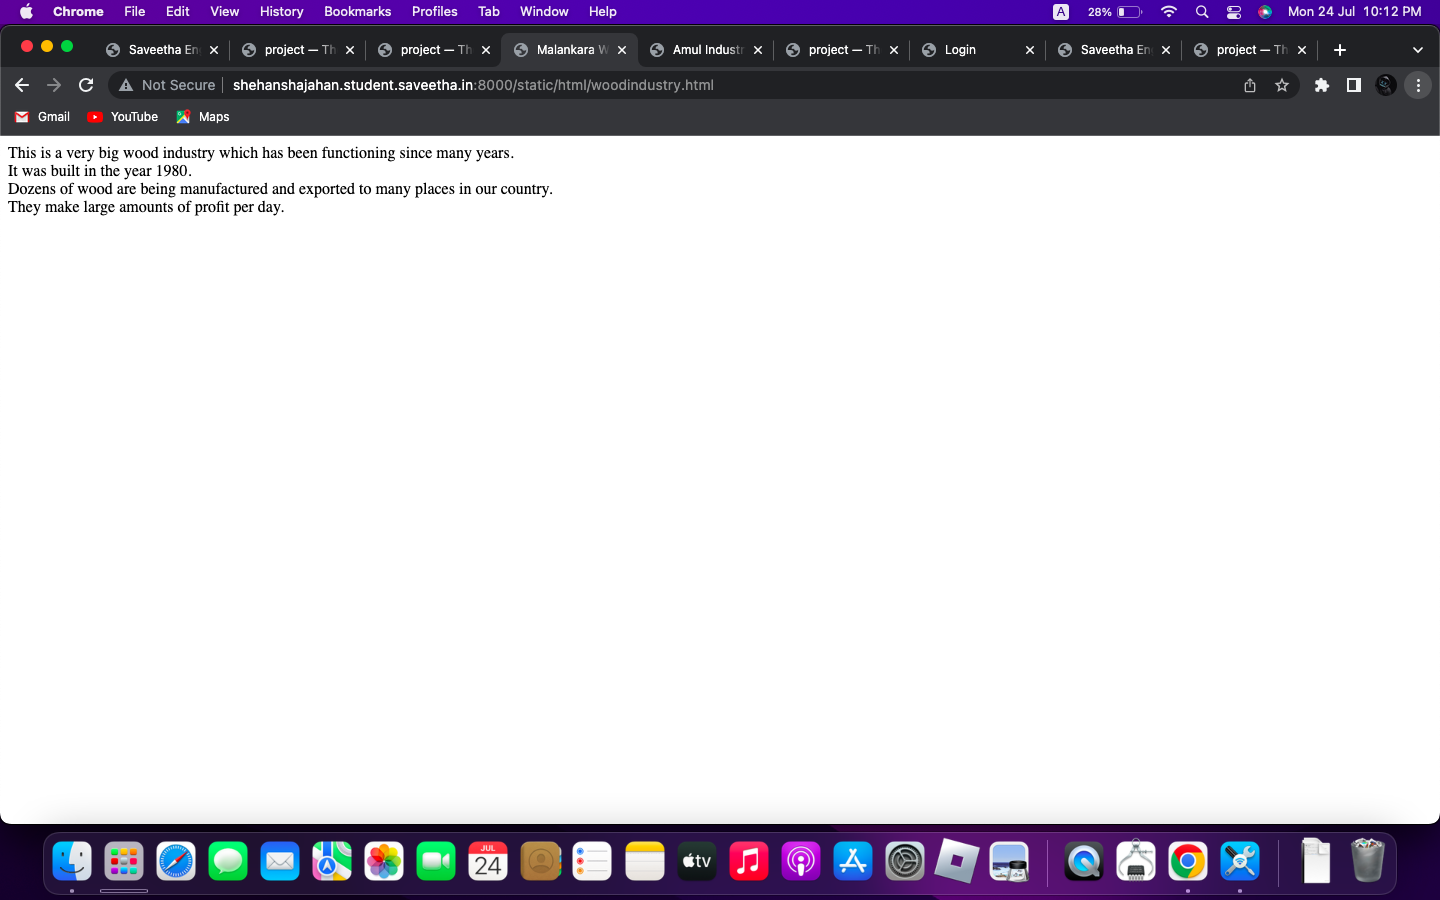 Chrome File Edit View History Bookmarks Profiles Tab Window Help A 28% Mon 24 Jul 10:12 PM
Saveetha En project — Th project — Th Malankara W Amul Industr project — Th Login Saveetha En project — Th
Not Secure shehanshajahan.student.saveetha.in:8000/static/html/woodindustry.html
Gmail YouTube Maps
This is a very big wood industry which has been functioning since many years.
It was built in the year 1980.
Dozens of wood are being manufactured and exported to many places in our country.
They make large amounts of profit per day.
JUL
24
tv